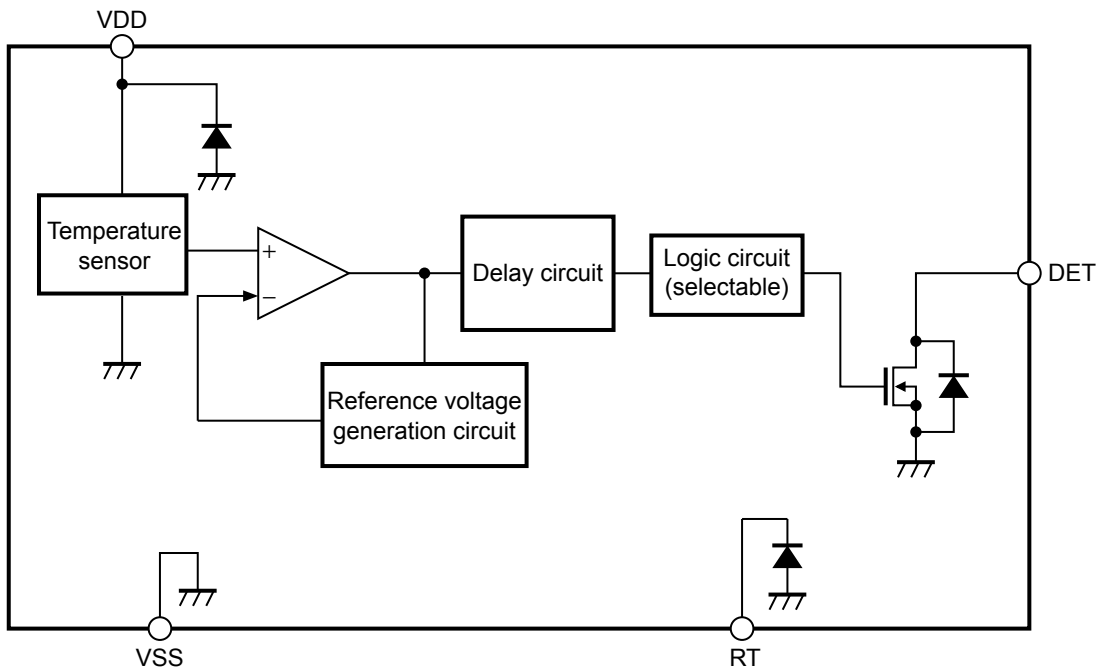 VDD
Temperature
sensor
+
−
Delay circuit
Logic circuit
(selectable)
DET
Reference voltage
generation circuit
VSS
RT